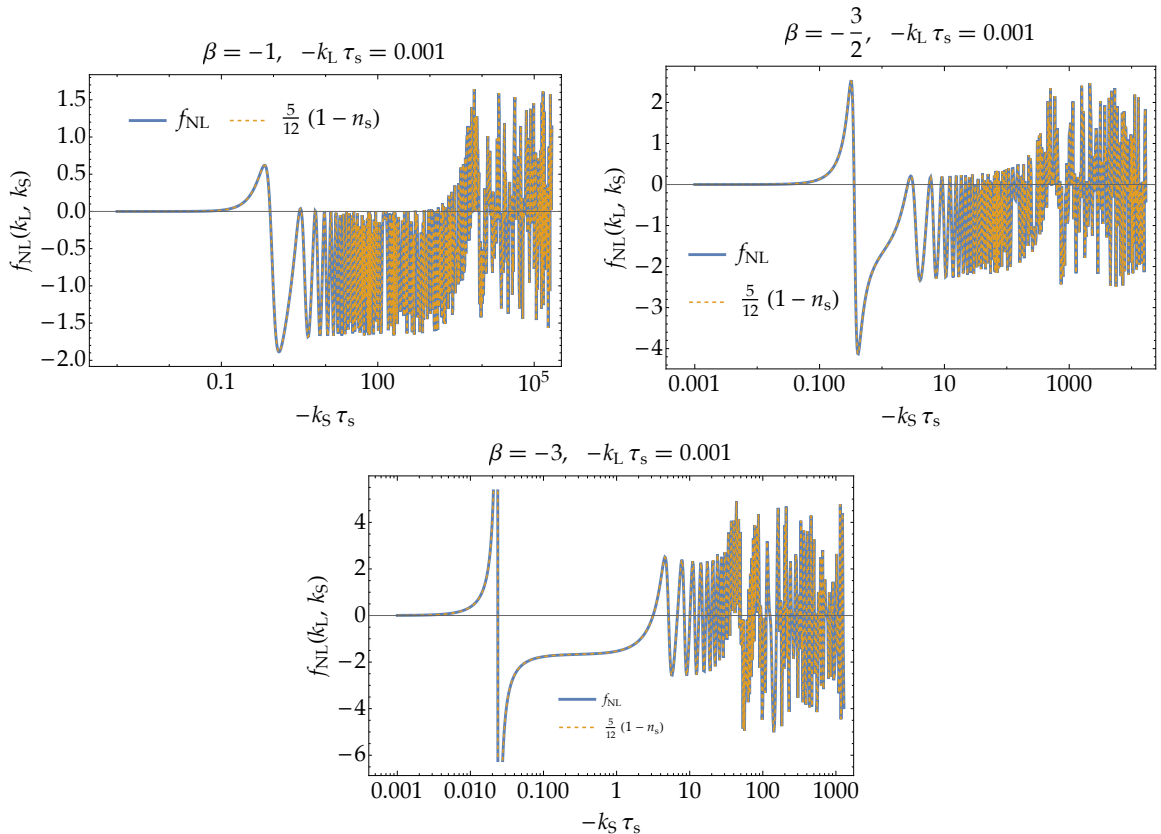 β = −1, −k_L τ_s = 0.001
f_NL 5/12 (1 − n_s)
1.5
1.0
0.5
0.0
−0.5
−1.0
−1.5
−2.0
f_NL(k_L, k_S)
0.1 100 10^5
−k_S τ_s
β = −3/2, −k_L τ_s = 0.001
2
1
0
−1
−2
−3
−4
f_NL(k_L, k_S)
f_NL
5/12 (1 − n_s)
0.001 0.100 10 1000
−k_S τ_s
β = −3, −k_L τ_s = 0.001
4
2
0
−2
−4
−6
f_NL(k_L, k_S)
f_NL
5/12 (1 − n_s)
0.001 0.010 0.100 1 10 100 1000
−k_S τ_s